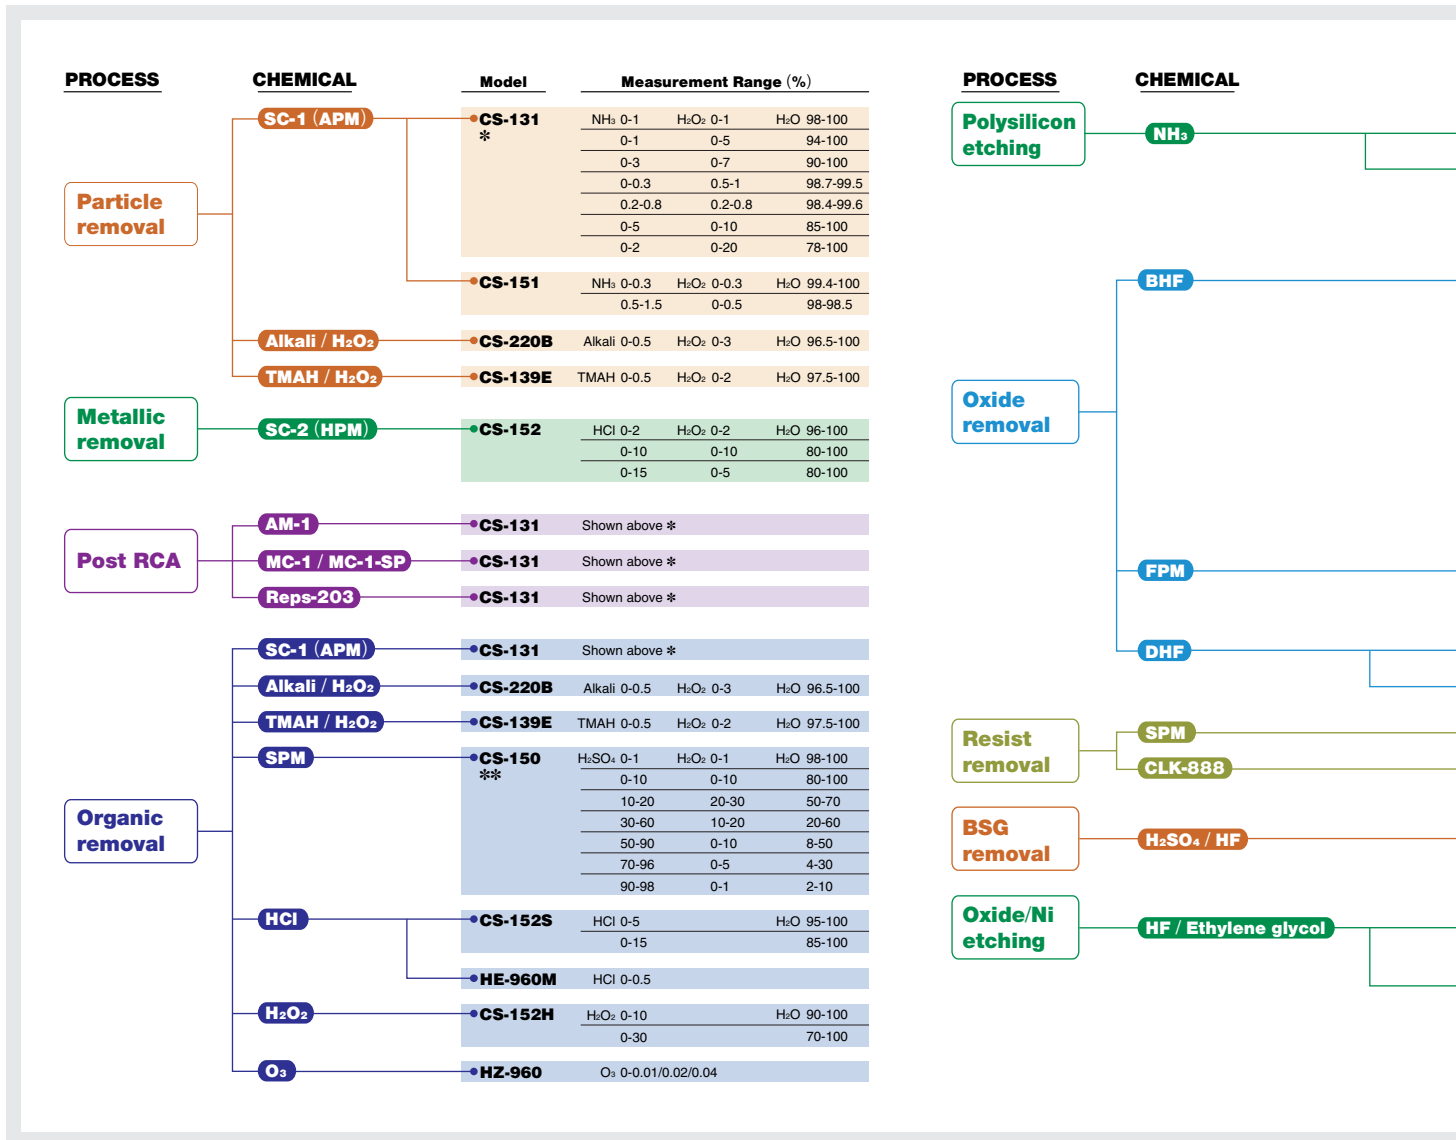 PROCESS CHEMICAL Model Measurement Range (%)
SC-1 (APM) CS-131 NH₃ 0-1 H₂O₂ 0-1 H₂O 98-100
* 0-1 0-5 94-100
0-3 0-7 90-100
0-0.3 0.5-1 98.7-99.5
Particle
removal
0.2-0.8 0.2-0.8 98.4-99.6
0-5 0-10 85-100
0-2 0-20 78-100
CS-151 NH₃ 0-0.3 H₂O₂ 0-0.3 H₂O 99.4-100
0.5-1.5 0-0.5 98-98.5
Alkali / H₂O₂ CS-220B Alkali 0-0.5 H₂O₂ 0-3 H₂O 96.5-100
TMAH / H₂O₂ CS-139E TMAH 0-0.5 H₂O₂ 0-2 H₂O 97.5-100
Metallic
removal
SC-2 (HPM) CS-152 HCl 0-2 H₂O₂ 0-2 H₂O 96-100
0-10 0-10 80-100
0-15 0-5 80-100
Post RCA
AM-1 CS-131 Shown above *
MC-1 / MC-1-SP CS-131 Shown above *
Reps-203 CS-131 Shown above *
Organic
removal
SC-1 (APM) CS-131 Shown above *
Alkali / H₂O₂ CS-220B Alkali 0-0.5 H₂O₂ 0-3 H₂O 96.5-100
TMAH / H₂O₂ CS-139E TMAH 0-0.5 H₂O₂ 0-2 H₂O 97.5-100
SPM CS-150 H₂SO₄ 0-1 H₂O₂ 0-1 H₂O 98-100
** 0-10 0-10 80-100
10-20 20-30 50-70
30-60 10-20 20-60
50-90 0-10 8-50
70-96 0-5 4-30
90-98 0-1 2-10
HCl CS-152S HCl 0-5 H₂O 95-100
0-15 85-100
HE-960M HCl 0-0.5
H₂O₂ CS-152H H₂O₂ 0-10 H₂O 90-100
0-30 70-100
O₃ HZ-960 O₃ 0-0.01/0.02/0.04
PROCESS CHEMICAL
Polysilicon
etching
NH₃
Oxide
removal
BHF
FPM
DHF
Resist
removal
SPM
CLK-888
BSG
removal
H₂SO₄ / HF
Oxide/Ni
etching
HF / Ethylene glycol